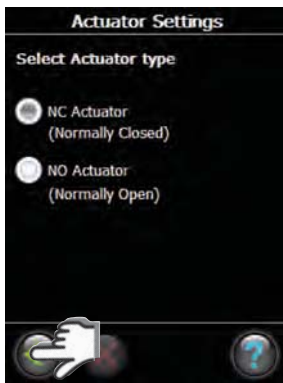 Actuator Settings
Select Actuator type
NC Actuator
(Normally Closed)
NO Actuator
(Normally Open)
?